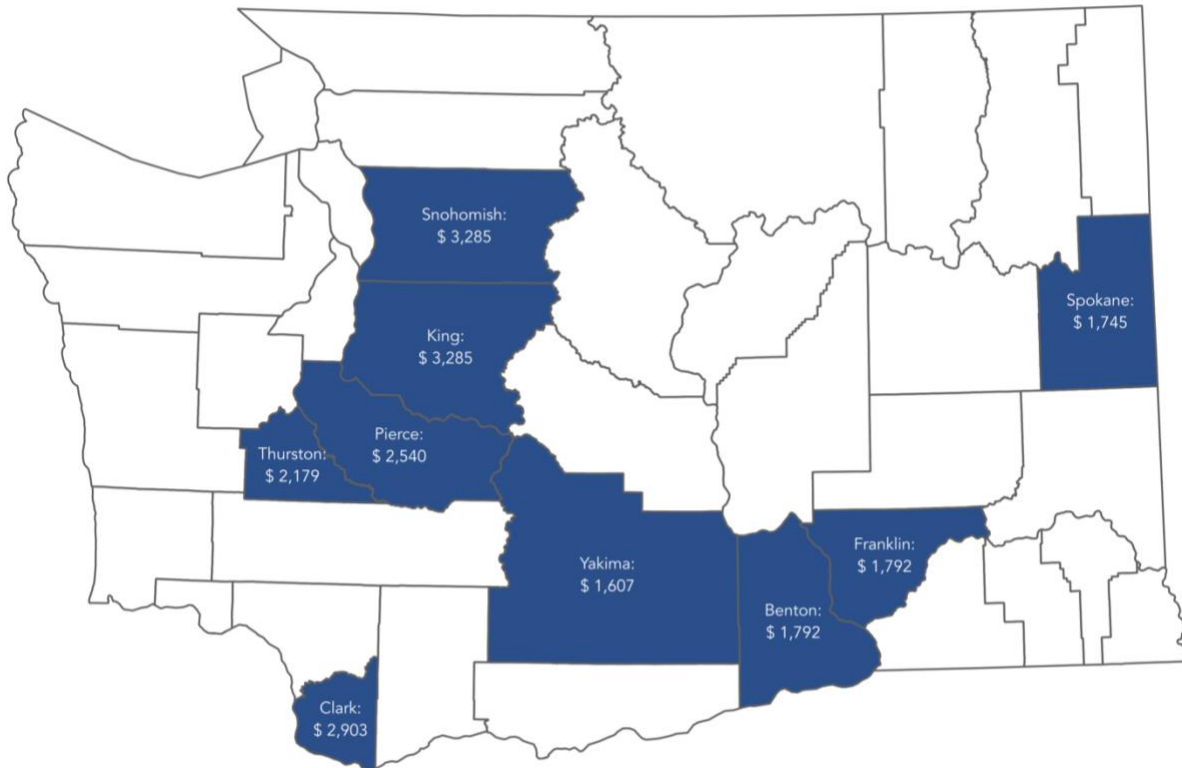 Snohomish:
$ 3,285
King:
$ 3,285
Spokane:
$ 1,745
Pierce:
$ 2,540
Thurston:
$ 2,179
Yakima:
$ 1,607
Franklin:
$ 1,792
Benton:
$ 1,792
Clark:
$ 2,903